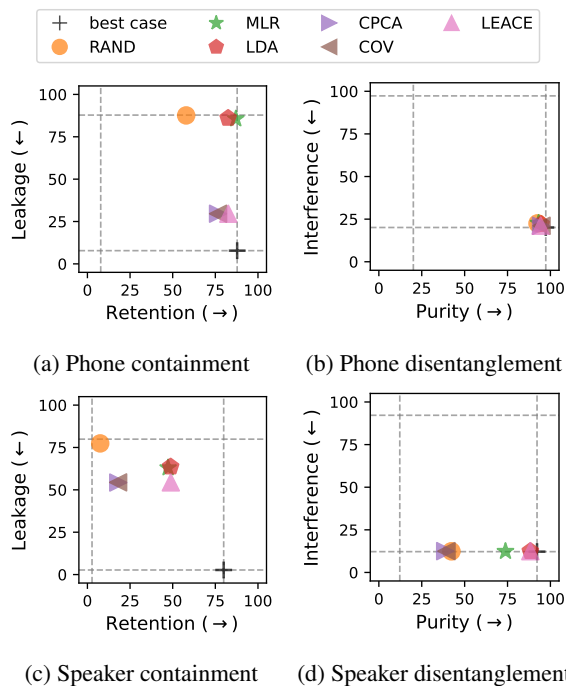 best case MLR CPCA LEACE
RAND LDA COV
100
75
50
25
0
Leakage (←)
0 25 50 75 100
Retention (→)
(a) Phone containment
100
75
50
25
0
Interference (←)
0 25 50 75 100
Purity (→)
(b) Phone disentanglement
100
75
50
25
0
Leakage (←)
0 25 50 75 100
Retention (→)
(c) Speaker containment
100
75
50
25
0
Interference (←)
0 25 50 75 100
Purity (→)
(d) Speaker disentanglement